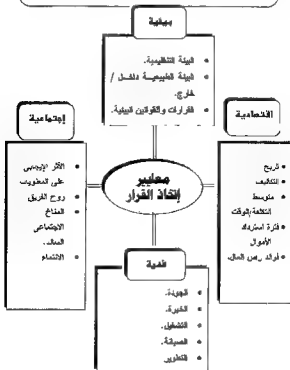 بيئية
البيئة التنظيمية.
البيئة الطبيعية داخل /
خارج.
القرارات والقوانين البيئية.
اقتصادية
الربح
التكاليف
متوسط
التكلفة/الوقت
فترة استرداد
الأموال
فوائد رأس المال.
معايير
إتخاذ القرار
إجتماعية
الأثر الإيجابي
على المعنويات
روح الفريق
المناخ
الاجتماعي
السائد.
الانتماء
فنية
الجودة.
الخبرة.
التشغيل.
الصيانة.
التطوير